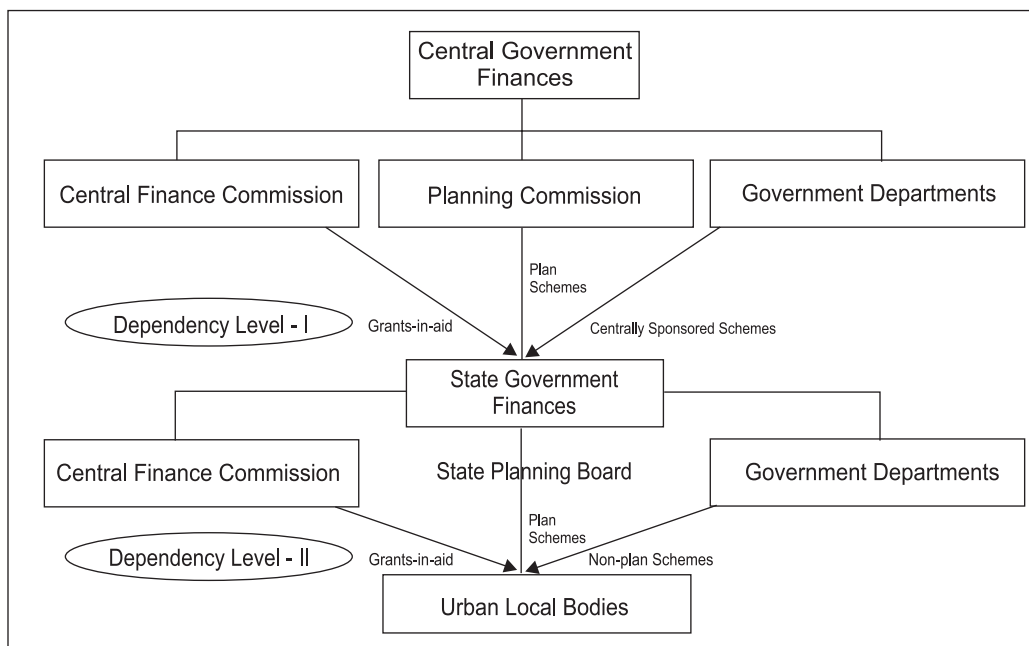 Central Government
Finances
Central Finance Commission
Planning Commission
Government Departments
Plan
Schemes
Dependency Level - I
Grants-in-aid
Centrally Sponsored Schemes
State Government
Finances
Central Finance Commission
State Planning Board
Government Departments
Plan
Schemes
Dependency Level - II
Grants-in-aid
Non-plan Schemes
Urban Local Bodies